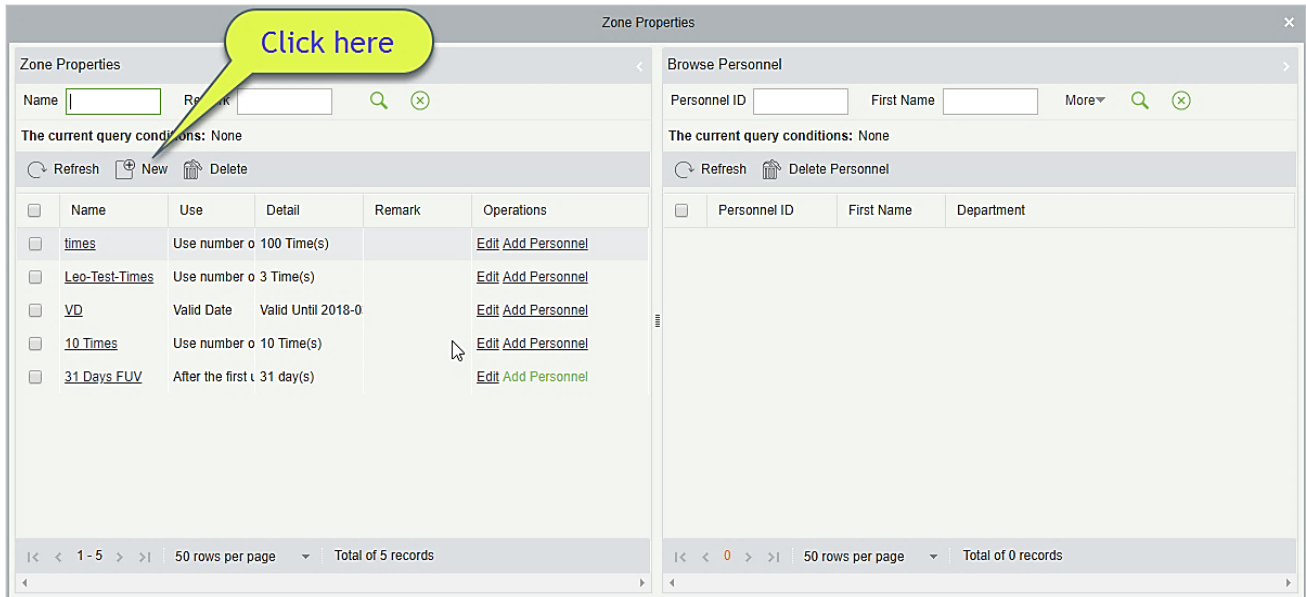 Zone Properties
Click here
Zone Properties
Name Remark
The current query conditions: None
Refresh New Delete
Name Use Detail Remark Operations
times Use number o 100 Time(s) Edit Add Personnel
Leo-Test-Times Use number o 3 Time(s) Edit Add Personnel
VD Valid Date Valid Until 2018-0 Edit Add Personnel
10 Times Use number o 10 Time(s) Edit Add Personnel
31 Days FUV After the first u 31 day(s) Edit Add Personnel
1 - 5 50 rows per page Total of 5 records
Browse Personnel
Personnel ID First Name More
The current query conditions: None
Refresh Delete Personnel
Personnel ID First Name Department
0 50 rows per page Total of 0 records